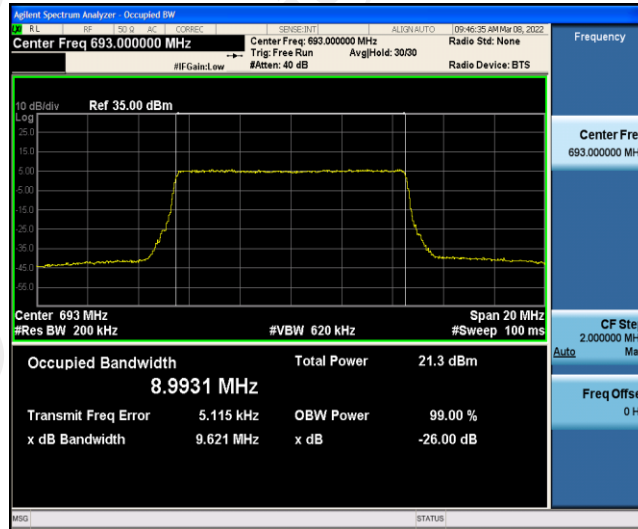 Agilent Spectrum Analyzer - Occupied BW
RL RF 50 Ω AC CORREC SENSE:INT ALIGN AUTO 09:46:35 AM Mar 08, 2022
Center Freq 693.000000 MHz
Center Freq: 693.000000 MHz
Radio Std: None
Trig: Free Run Avg|Hold: 30/30
#IFGain:Low
#Atten: 40 dB
Radio Device: BTS
Frequency
10 dB/div Ref 35.00 dBm
Log
25.0
15.0
5.00
-5.00
-15.0
-25.0
-35.0
-45.0
-55.0
Center 693 MHz
Span 20 MHz
#Res BW 200 kHz
#VBW 620 kHz
#Sweep 100 ms
Occupied Bandwidth
8.9931 MHz
Total Power 21.3 dBm
Transmit Freq Error 5.115 kHz
OBW Power 99.00 %
x dB Bandwidth 9.621 MHz
x dB -26.00 dB
Center Fre
693.000000 MH
CF Ste
2.000000 MH
Auto Ma
Freq Offse
0 H
MSG
STATUS